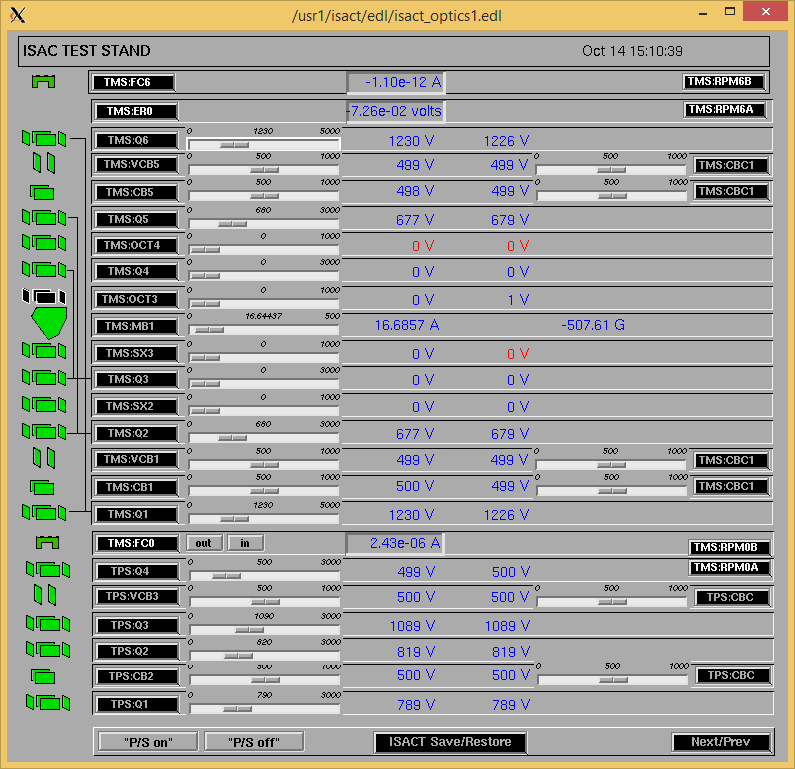 /usr1/isact/edl/isact_optics1.edl
ISAC TEST STAND Oct 14 15:10:39
TMS:FC6 -1.10e-12 A TMS:RPM6B
TMS:ER0 -7.26e-02 volts TMS:RPM6A
TMS:Q6 0 1230 5000 1230 V 1226 V
TMS:VCB5 0 500 1000 499 V 499 V 0 500 1000 TMS:CBC1
TMS:CB5 0 500 1000 498 V 499 V 0 500 1000 TMS:CBC1
TMS:Q5 0 680 3000 677 V 679 V
TMS:OCT4 0 0 1000 0 V 0 V
TMS:Q4 0 0 3000 0 V 0 V
TMS:OCT3 0 0 1000 0 V 1 V
TMS:MB1 0 16.64437 500 16.6857 A -507.61 G
TMS:SX3 0 0 1000 0 V 0 V
TMS:Q3 0 0 3000 0 V 0 V
TMS:SX2 0 0 1000 0 V 0 V
TMS:Q2 0 680 3000 677 V 679 V
TMS:VCB1 0 500 1000 499 V 499 V 0 500 1000 TMS:CBC1
TMS:CB1 0 500 1000 500 V 499 V 0 500 1000 TMS:CBC1
TMS:Q1 0 1230 5000 1230 V 1226 V
TMS:FC0 out in 2.43e-06 A TMS:RPM0B
TPS:Q4 0 500 3000 499 V 500 V TMS:RPM0A
TPS:VCB3 0 500 1000 500 V 500 V 0 500 1000 TPS:CBC
TPS:Q3 0 1090 3000 1089 V 1089 V
TPS:Q2 0 820 3000 819 V 819 V
TPS:CB2 0 500 1000 500 V 500 V 0 500 1000 TPS:CBC
TPS:Q1 0 790 3000 789 V 789 V
"P/S on" "P/S off" ISACT Save/Restore Next/Prev